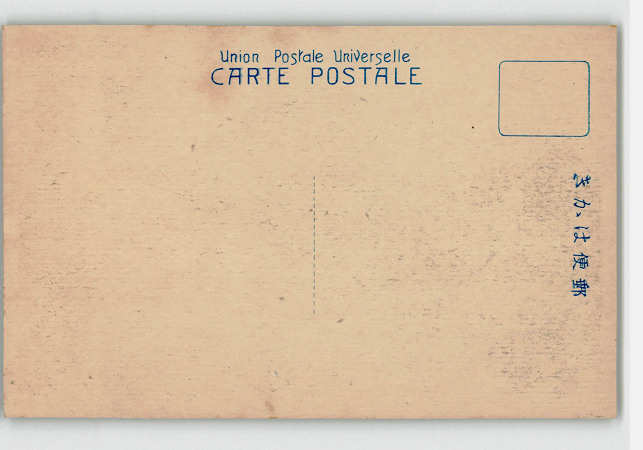 Union Postale Universelle
CARTE POSTALE
きかは便郵